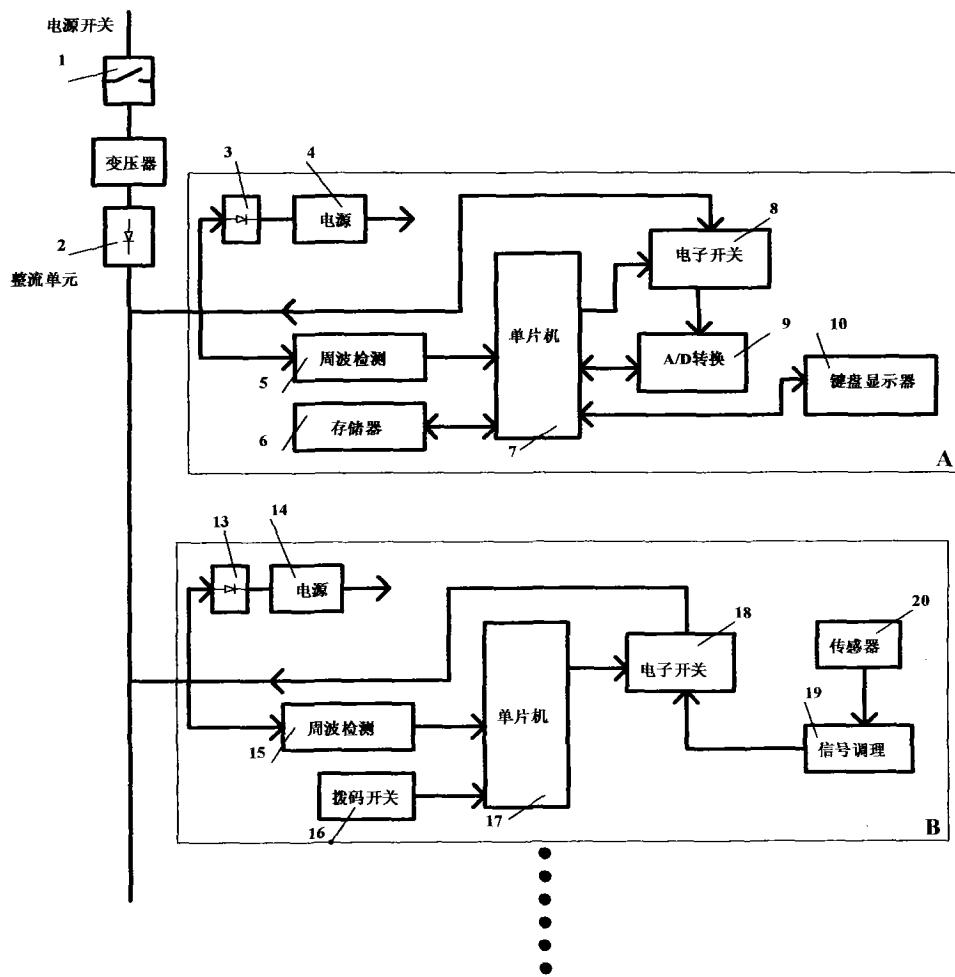 电源开关
1
变压器
2
整流单元
3
4
电源
8
电子开关
单片机
周波检测
5
9
A/D转换
10
键盘显示器
存储器
6
7
A
13
14
电源
18
电子开关
20
传感器
单片机
周波检测
15
19
信号调理
拨码开关
16
17
B